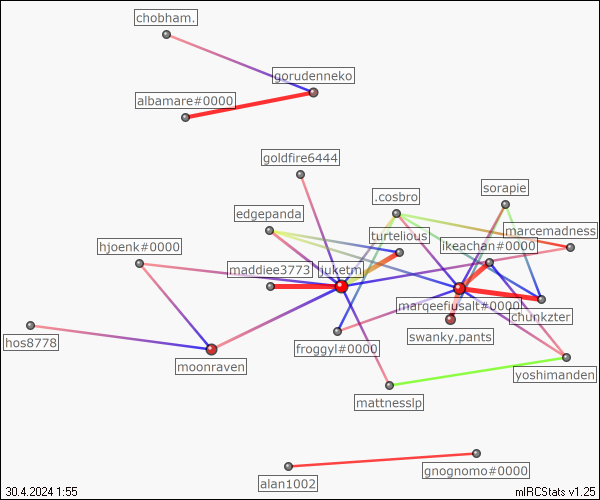 chobham.
gorudenneko
albamare#0000
goldfire6444
sorapie
.cosbro
edgepanda
marcemadness
turtelious
ikeachan#0000
hjoenk#0000
maddiee3773
juketm
marqeefiusalt#0000
chunkzter
swanky.pants
hos8778
froggyl#0000
moonraven
yoshimanden
mattnesslp
gnognomo#0000
alan1002
30.4.2024 1:55
mIRCStats v1.25